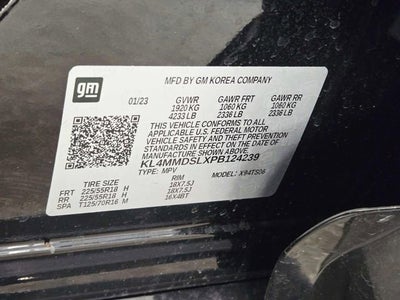 gm
MFD BY GM KOREA COMPANY
01/23 GVWR GAWR FRT GAWR RR
1920 KG 1060 KG 1060 KG
4233 LB 2336 LB 2336 LB
THIS VEHICLE CONFORMS TO ALL APPLICABLE
U.S. FEDERAL MOTOR VEHICLE SAFETY, BUMPER,
AND THEFT PREVENTION STANDARDS IN EFFECT ON
THE DATE OF MANUFACTURE SHOWN ABOVE.
KL4MMDSLXPB124239
TYPE: MPV MODEL: X94TS06
TIRE SIZE RIM
FRT 225/55R18 H 18X7.5J
RR 225/55R18 H 18X7.5J
SPA T125/70R16 M 16X4BT